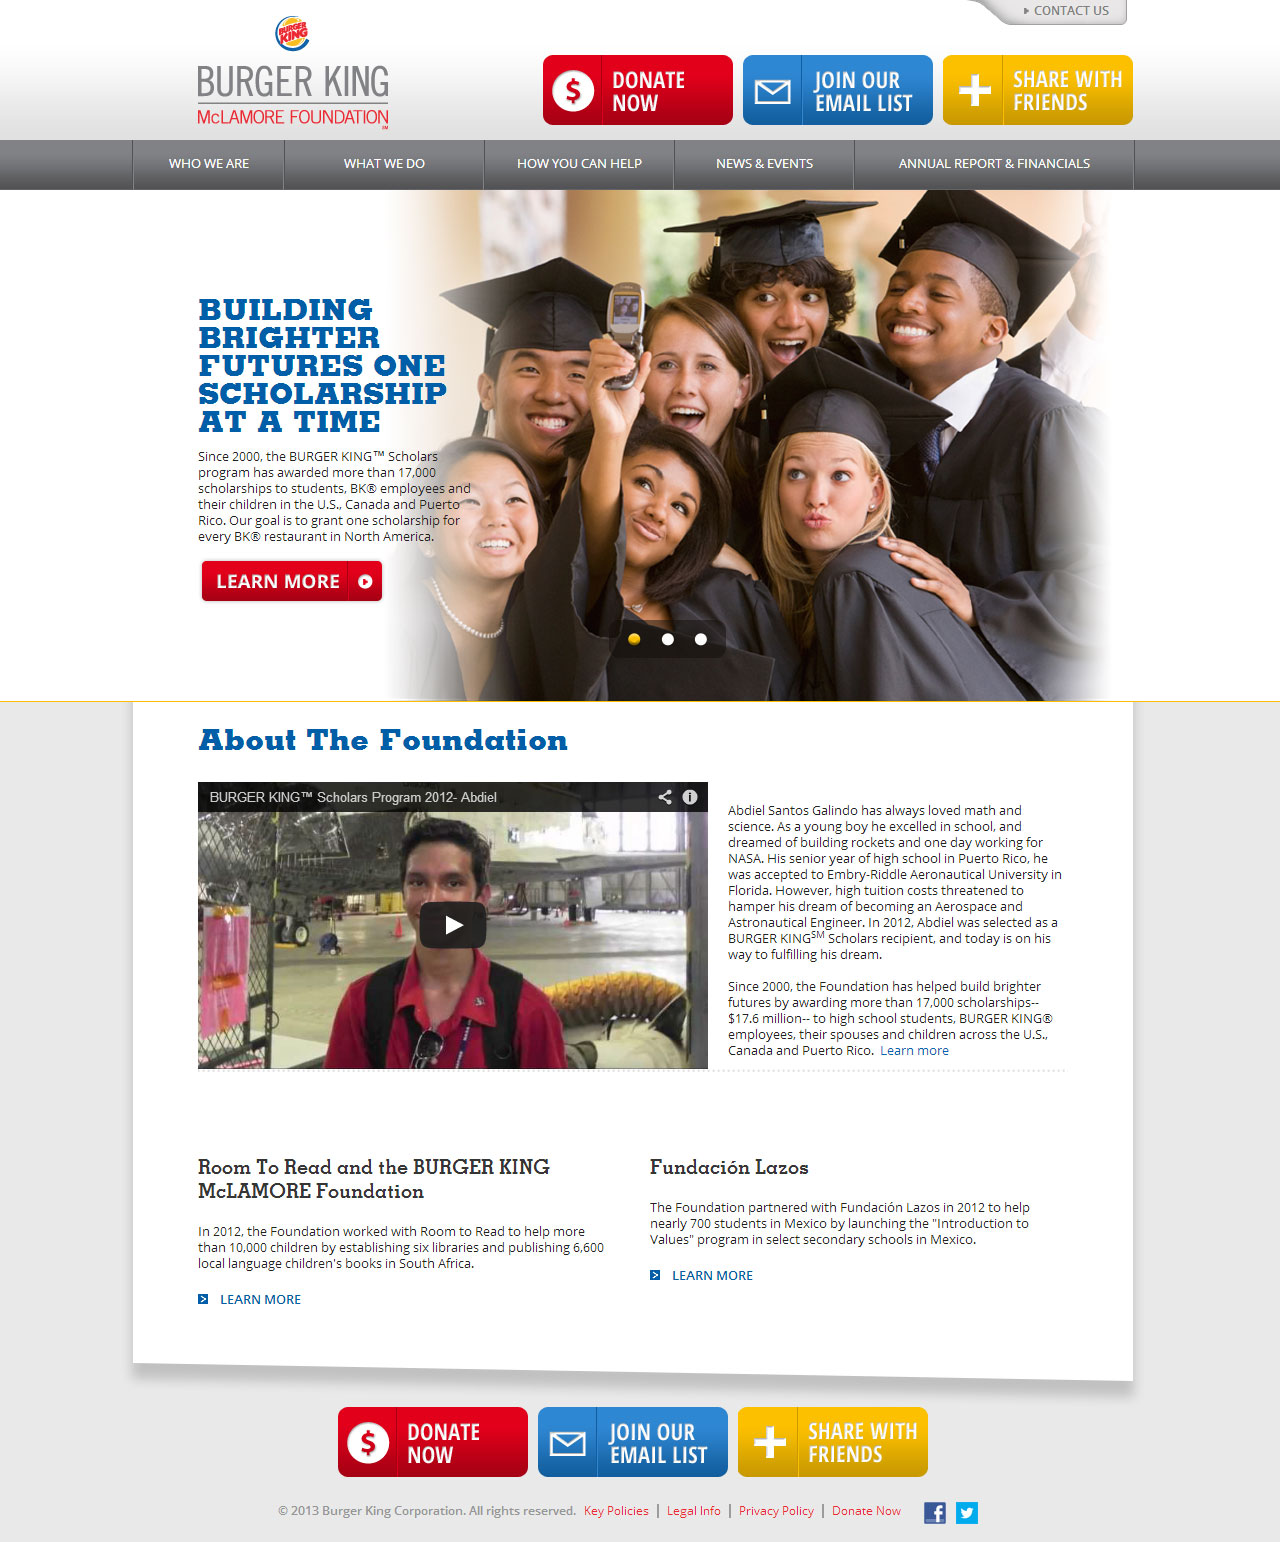 CONTACT US
BURGER KING
BURGER KING
McLAMORE FOUNDATION
DONATE NOW
JOIN OUR EMAIL LIST
SHARE WITH FRIENDS
WHO WE ARE
WHAT WE DO
HOW YOU CAN HELP
NEWS & EVENTS
ANNUAL REPORT & FINANCIALS
BUILDING
BRIGHTER
FUTURES ONE
SCHOLARSHIP
AT A TIME
Since 2000, the BURGER KING™ Scholars
program has awarded more than 17,000
scholarships to students, BK® employees and
their children in the U.S., Canada and Puerto
Rico. Our goal is to grant one scholarship for
every BK® restaurant in North America.
LEARN MORE
About The Foundation
BURGER KING™ Scholars Program 2012- Abdiel
Abdiel Santos Galindo has always loved math and
science. As a young boy he excelled in school, and
dreamed of building rockets and one day working for
NASA. His senior year of high school in Puerto Rico, he
was accepted to Embry-Riddle Aeronautical University in
Florida. However, high tuition costs threatened to
hamper his dream of becoming an Aerospace and
Astronautical Engineer. In 2012, Abdiel was selected as a
BURGER KING℠ Scholars recipient, and today is on his
way to fulfilling his dream.
Since 2000, the Foundation has helped build brighter
futures by awarding more than 17,000 scholarships--
$17.6 million-- to high school students, BURGER KING®
employees, their spouses and children across the U.S.,
Canada and Puerto Rico. Learn more
Room To Read and the BURGER KING
McLAMORE Foundation
In 2012, the Foundation worked with Room to Read to help more
than 10,000 children by establishing six libraries and publishing 6,600
local language children's books in South Africa.
LEARN MORE
Fundación Lazos
The Foundation partnered with Fundación Lazos in 2012 to help
nearly 700 students in Mexico by launching the "Introduction to
Values" program in select secondary schools in Mexico.
LEARN MORE
DONATE NOW
JOIN OUR EMAIL LIST
SHARE WITH FRIENDS
© 2013 Burger King Corporation. All rights reserved. Key Policies | Legal Info | Privacy Policy | Donate Now